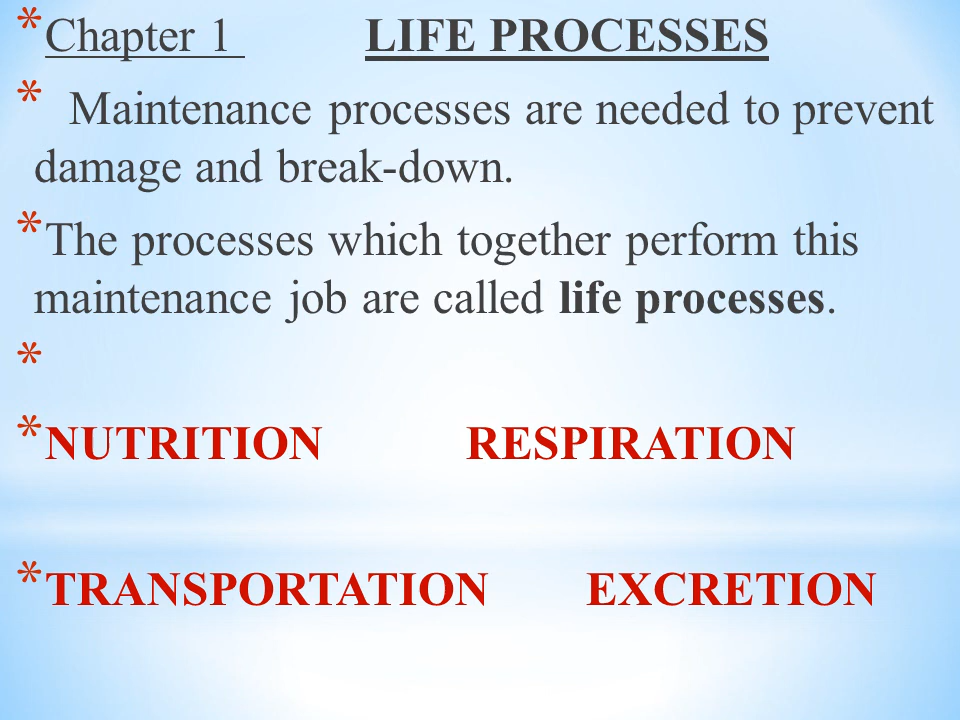 * Chapter 1 LIFE PROCESSES
* Maintenance processes are needed to prevent
damage and break-down.
* The processes which together perform this
maintenance job are called life processes.
*
* NUTRITION RESPIRATION
* TRANSPORTATION EXCRETION